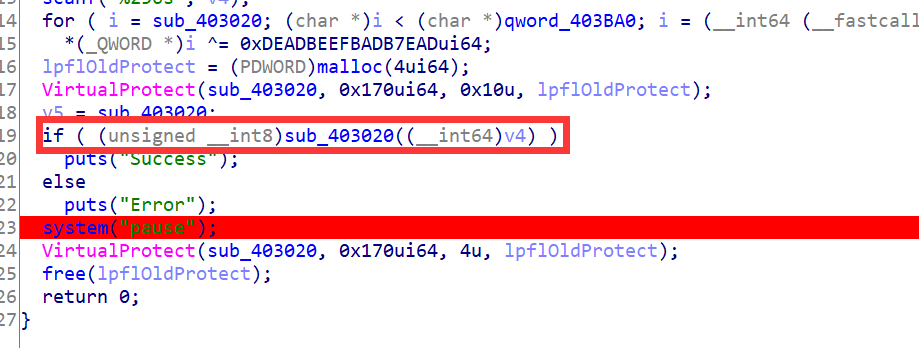 scanf("%256s", v4);
14 for ( i = sub_403020; (char *)i < (char *)qword_403BA0; i = (__int64 (__fastcall
15 *(_QWORD *)i ^= 0xDEADBEEFBADB7EADui64;
16 lpflOldProtect = (PDWORD)malloc(4ui64);
17 VirtualProtect(sub_403020, 0x170ui64, 0x10u, lpflOldProtect);
18 v5 = sub_403020;
19 if ( (unsigned __int8)sub_403020((__int64)v4) )
20 puts("Success");
21 else
22 puts("Error");
23 system("pause");
24 VirtualProtect(sub_403020, 0x170ui64, 4u, lpflOldProtect);
25 free(lpflOldProtect);
26 return 0;
27 }